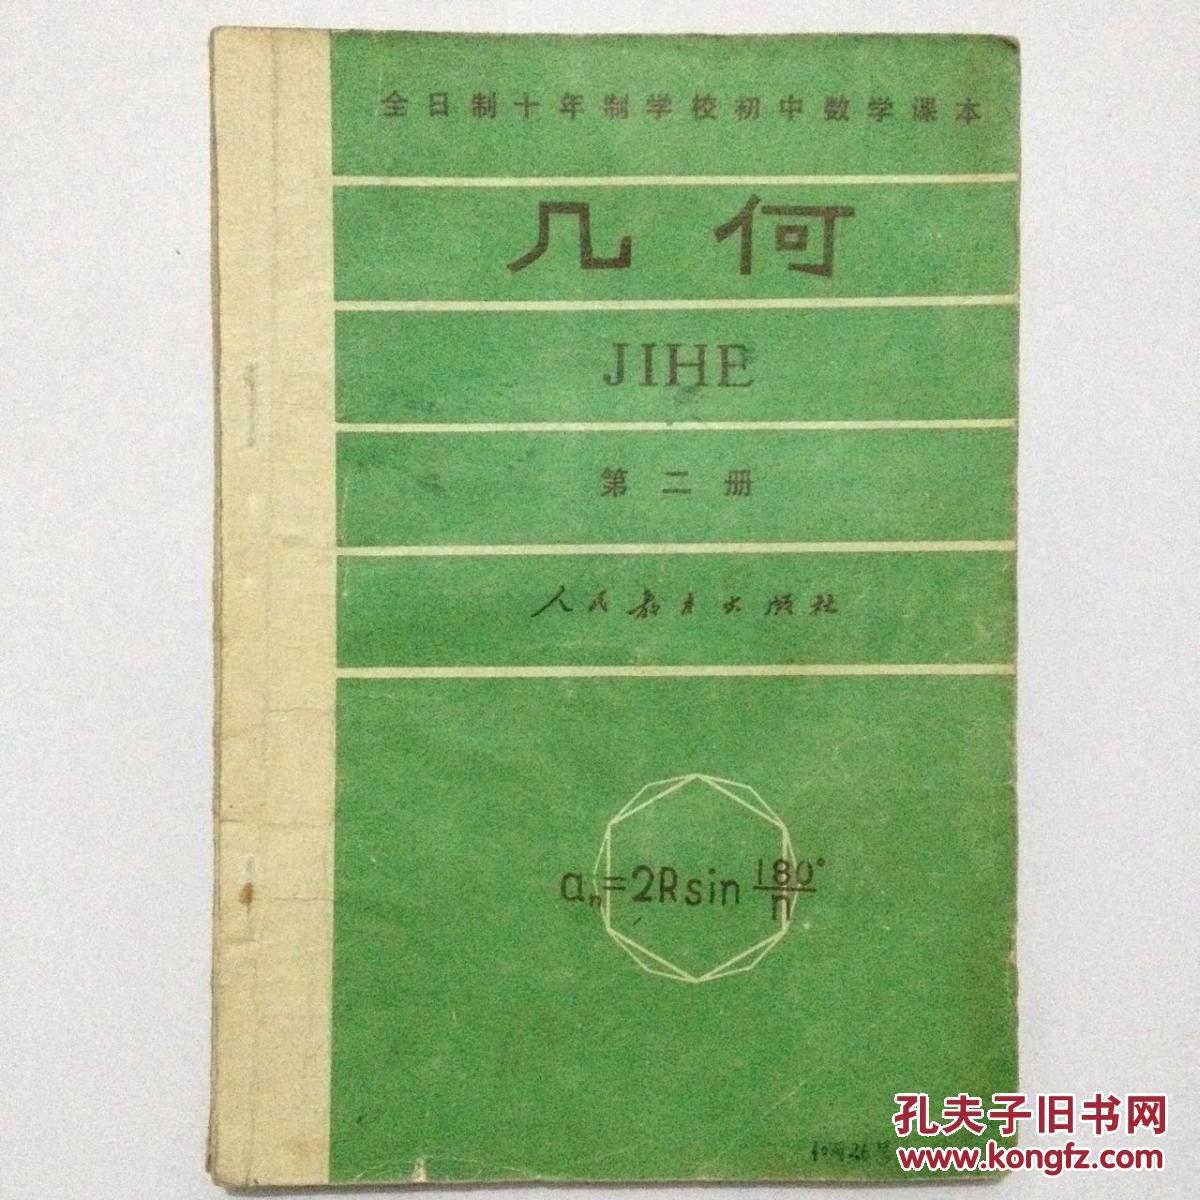 全日制十年制学校初中数学课本
几何
JIHE
第二册
人民教育出版社
aₙ=2Rsin 180°/n
孔夫子旧书网
www.kongfz.com